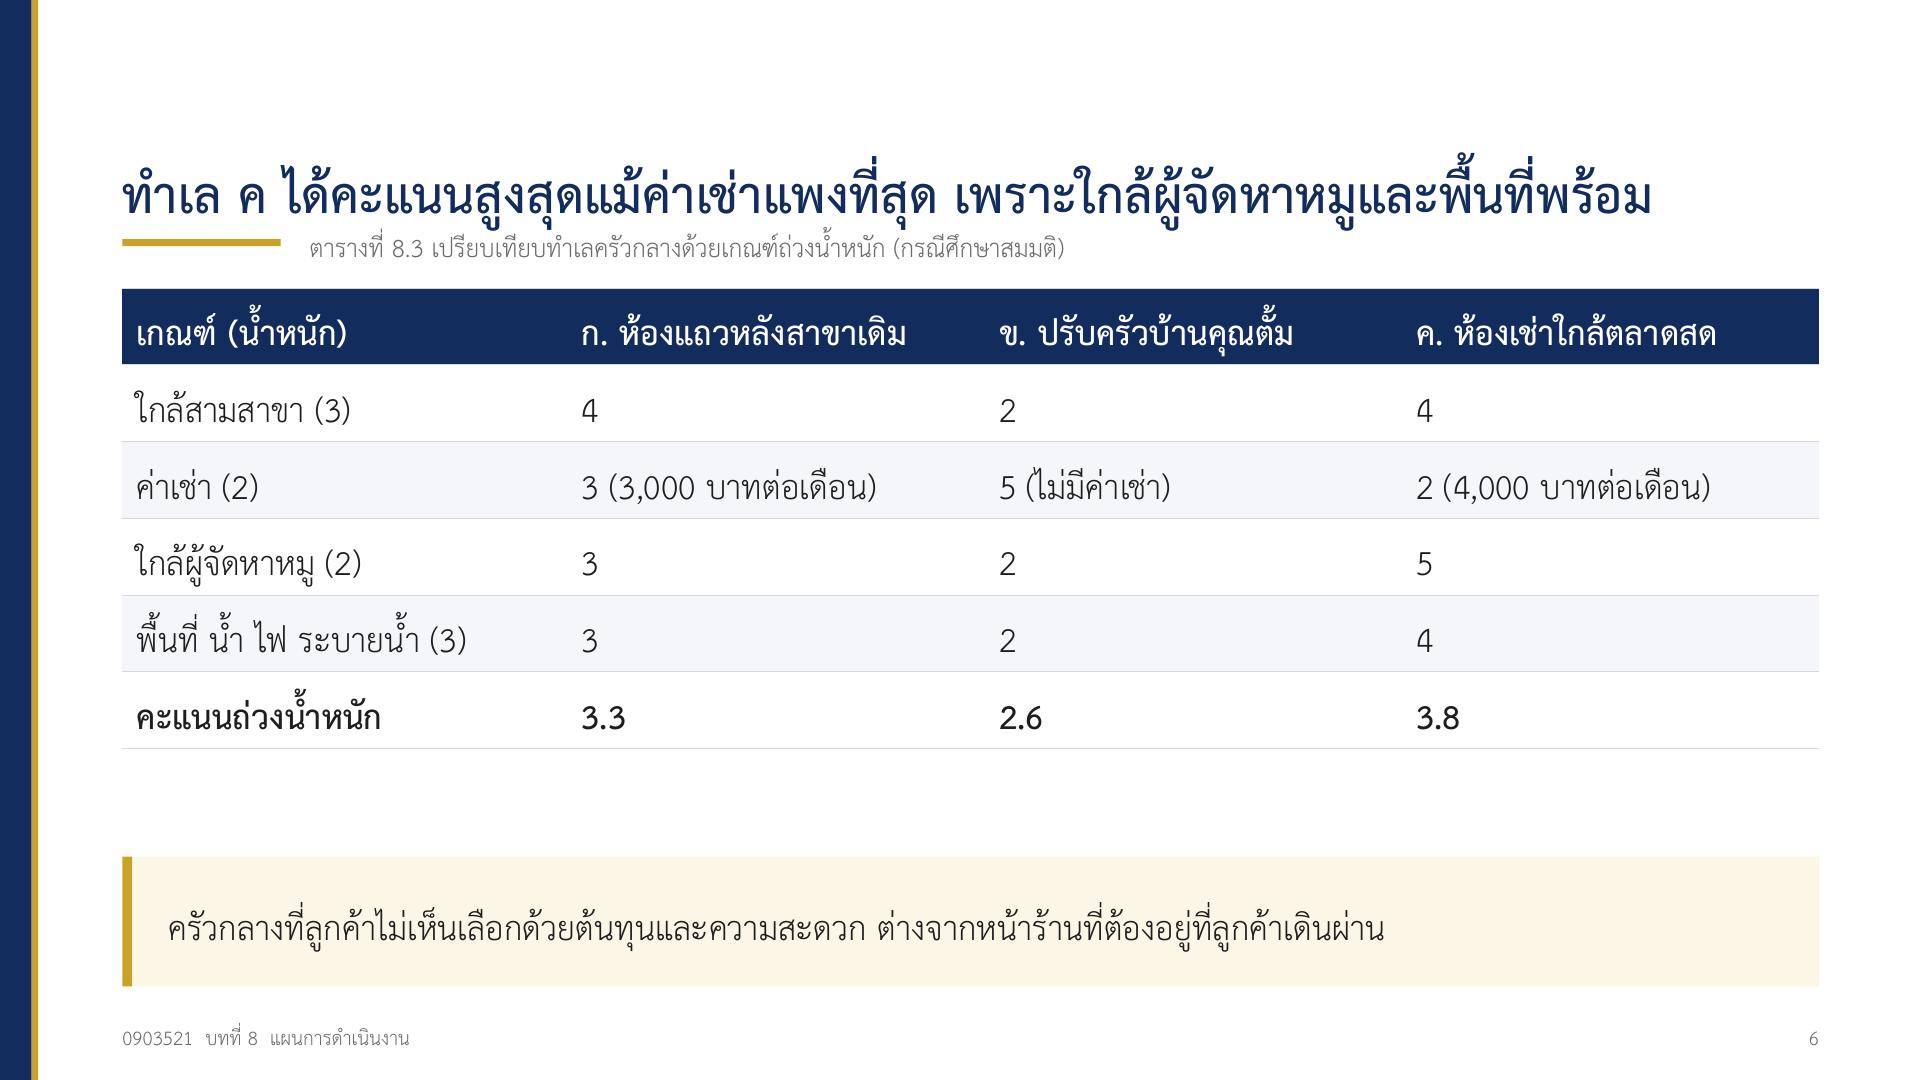 ทำเล ค ได้คะแนนสูงสุดแม้ค่าเช่าแพงที่สุด เพราะใกล้ผู้จัดหาหมูและพื้นที่พร้อม
ตารางที่ 8.3 เปรียบเทียบทำเลครัวกลางด้วยเกณฑ์ถ่วงน้ำหนัก (กรณีศึกษาสมมติ)
เกณฑ์ (น้ำหนัก) ก. ห้องแถวหลังสาขาเดิม ข. ปรับครัวบ้านคุณตั้ม ค. ห้องเช่าใกล้ตลาดสด
ใกล้สามสาขา (3) 4 2 4
ค่าเช่า (2) 3 (3,000 บาทต่อเดือน) 5 (ไม่มีค่าเช่า) 2 (4,000 บาทต่อเดือน)
ใกล้ผู้จัดหาหมู (2) 3 2 5
พื้นที่ น้ำ ไฟ ระบายน้ำ (3) 3 2 4
คะแนนถ่วงน้ำหนัก 3.3 2.6 3.8
ครัวกลางที่ลูกค้าไม่เห็นเลือกด้วยต้นทุนและความสะดวก ต่างจากหน้าร้านที่ต้องอยู่ที่ลูกค้าเดินผ่าน
0903521 บทที่ 8 แผนการดำเนินงาน 6